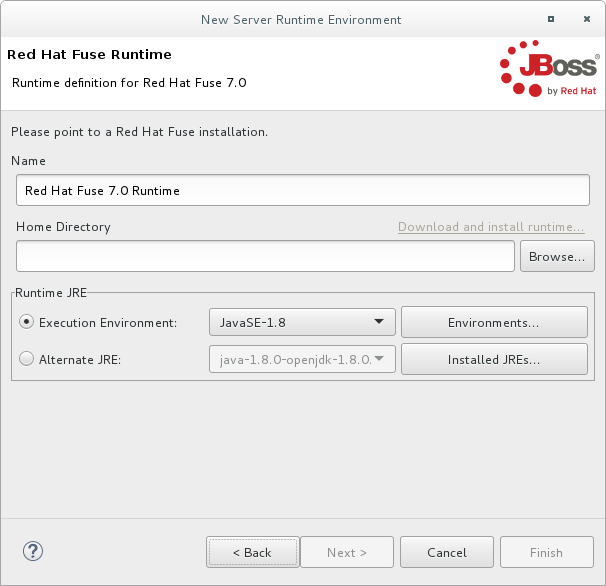 New Server Runtime Environment
Red Hat Fuse Runtime
Runtime definition for Red Hat Fuse 7.0
JBoss®
by Red Hat
Please point to a Red Hat Fuse installation.
Name
Red Hat Fuse 7.0 Runtime
Home Directory
Download and install runtime...
Browse...
Runtime JRE
Execution Environment:
JavaSE-1.8
Environments...
Alternate JRE:
java-1.8.0-openjdk-1.8.0.
Installed JREs...
?
< Back
Next >
Cancel
Finish